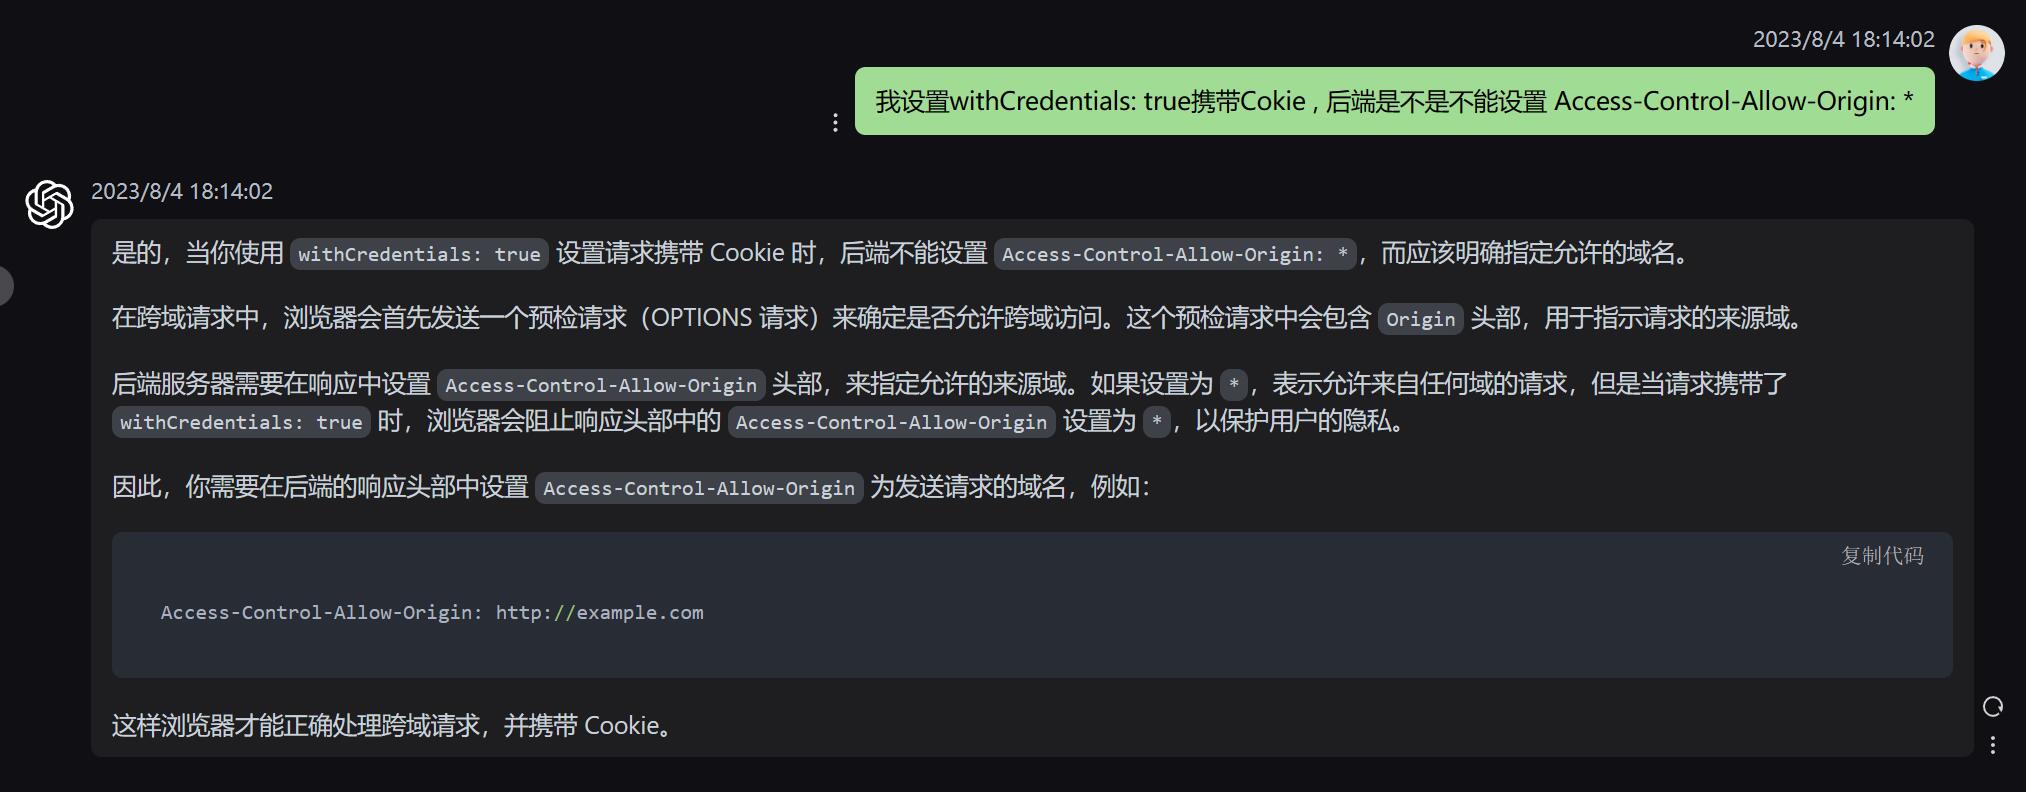 2023/8/4 18:14:02
我设置withCredentials: true携带Cokie , 后端是不是不能设置 Access-Control-Allow-Origin: *
2023/8/4 18:14:02
是的，当你使用 withCredentials: true 设置请求携带 Cookie 时，后端不能设置 Access-Control-Allow-Origin: *，而应该明确指定允许的域名。
在跨域请求中，浏览器会首先发送一个预检请求（OPTIONS 请求）来确定是否允许跨域访问。这个预检请求中会包含 Origin 头部，用于指示请求的来源域。
后端服务器需要在响应中设置 Access-Control-Allow-Origin 头部，来指定允许的来源域。如果设置为 *，表示允许来自任何域的请求，但是当请求携带了
withCredentials: true 时，浏览器会阻止响应头部中的 Access-Control-Allow-Origin 设置为 *，以保护用户的隐私。
因此，你需要在后端的响应头部中设置 Access-Control-Allow-Origin 为发送请求的域名，例如：
复制代码
Access-Control-Allow-Origin: http://example.com
这样浏览器才能正确处理跨域请求，并携带 Cookie。